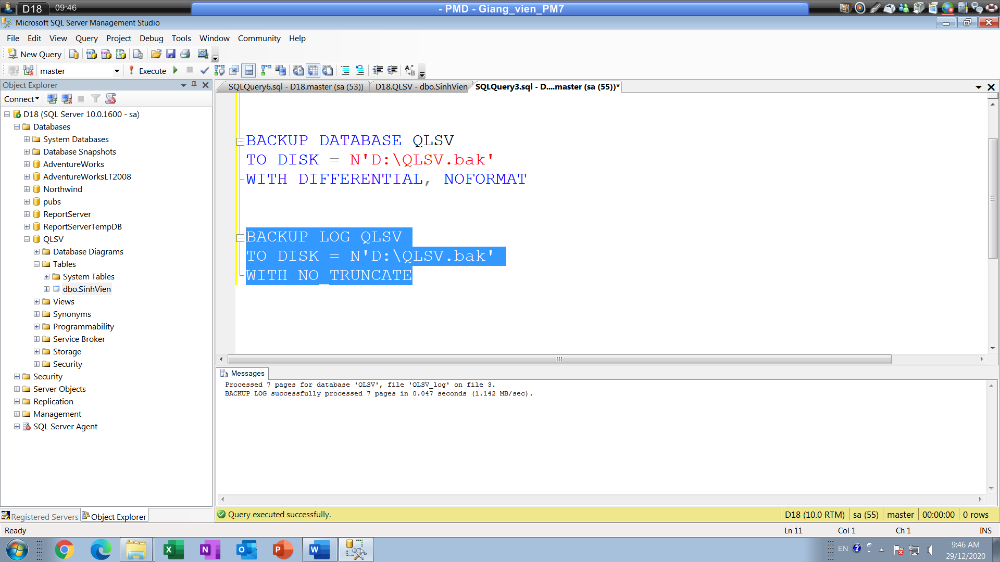 D18
09:46
- PMD - Giang_vien_PM7
Microsoft SQL Server Management Studio
File Edit View Query Project Debug Tools Window Community Help
New Query
master
Execute
Object Explorer
SQLQuery6.sql - D18.master (sa (53))
D18.QLSV - dbo.SinhVien
SQLQuery3.sql - D....master (sa (55))*
Connect
D18 (SQL Server 10.0.1600 - sa)
Databases
System Databases
Database Snapshots
AdventureWorks
AdventureWorksLT2008
Northwind
pubs
ReportServer
ReportServerTempDB
QLSV
Database Diagrams
Tables
System Tables
dbo.SinhVien
Views
Synonyms
Programmability
Service Broker
Storage
Security
Security
Server Objects
Replication
Management
SQL Server Agent
BACKUP DATABASE QLSV
TO DISK = N'D:\QLSV.bak'
WITH DIFFERENTIAL, NOFORMAT
BACKUP LOG QLSV
TO DISK = N'D:\QLSV.bak'
WITH NO_TRUNCATE
Messages
Processed 7 pages for database 'QLSV', file 'QLSV_log' on file 3.
BACKUP LOG successfully processed 7 pages in 0.047 seconds (1.142 MB/sec).
Registered Servers
Object Explorer
Query executed successfully.
D18 (10.0 RTM)
sa (55)
master
00:00:00
0 rows
Ready
Ln 11
Col 1
Ch 1
INS
EN
9:46 AM
29/12/2020